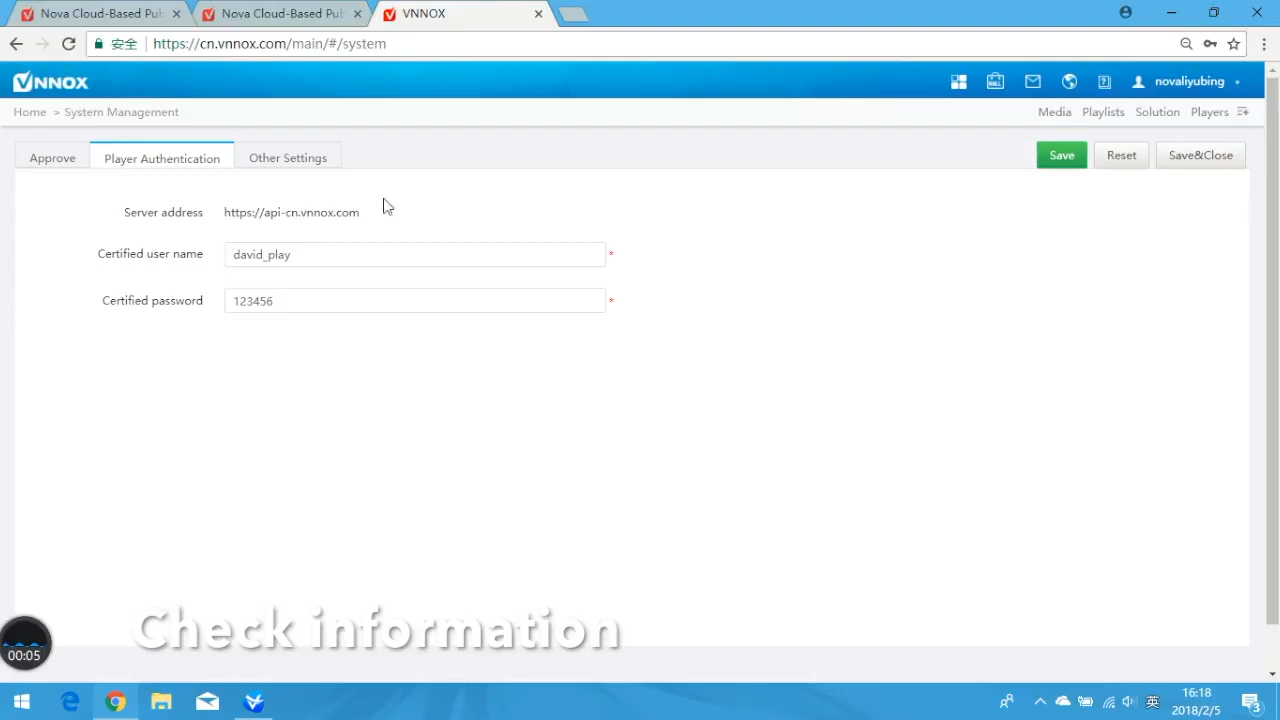 Nova Cloud-Based Pub
Nova Cloud-Based Pub
VNNOX
安全
https://cn.vnnox.com/main/#/system
VNNOX
novaliyubing
Home > System Management
Media Playlists Solution Players
Approve Player Authentication Other Settings
Save Reset Save&Close
Server address https://api-cn.vnnox.com
Certified user name david_play *
Certified password 123456 *
Check information
00:05
英
16:18
2018/2/5
3